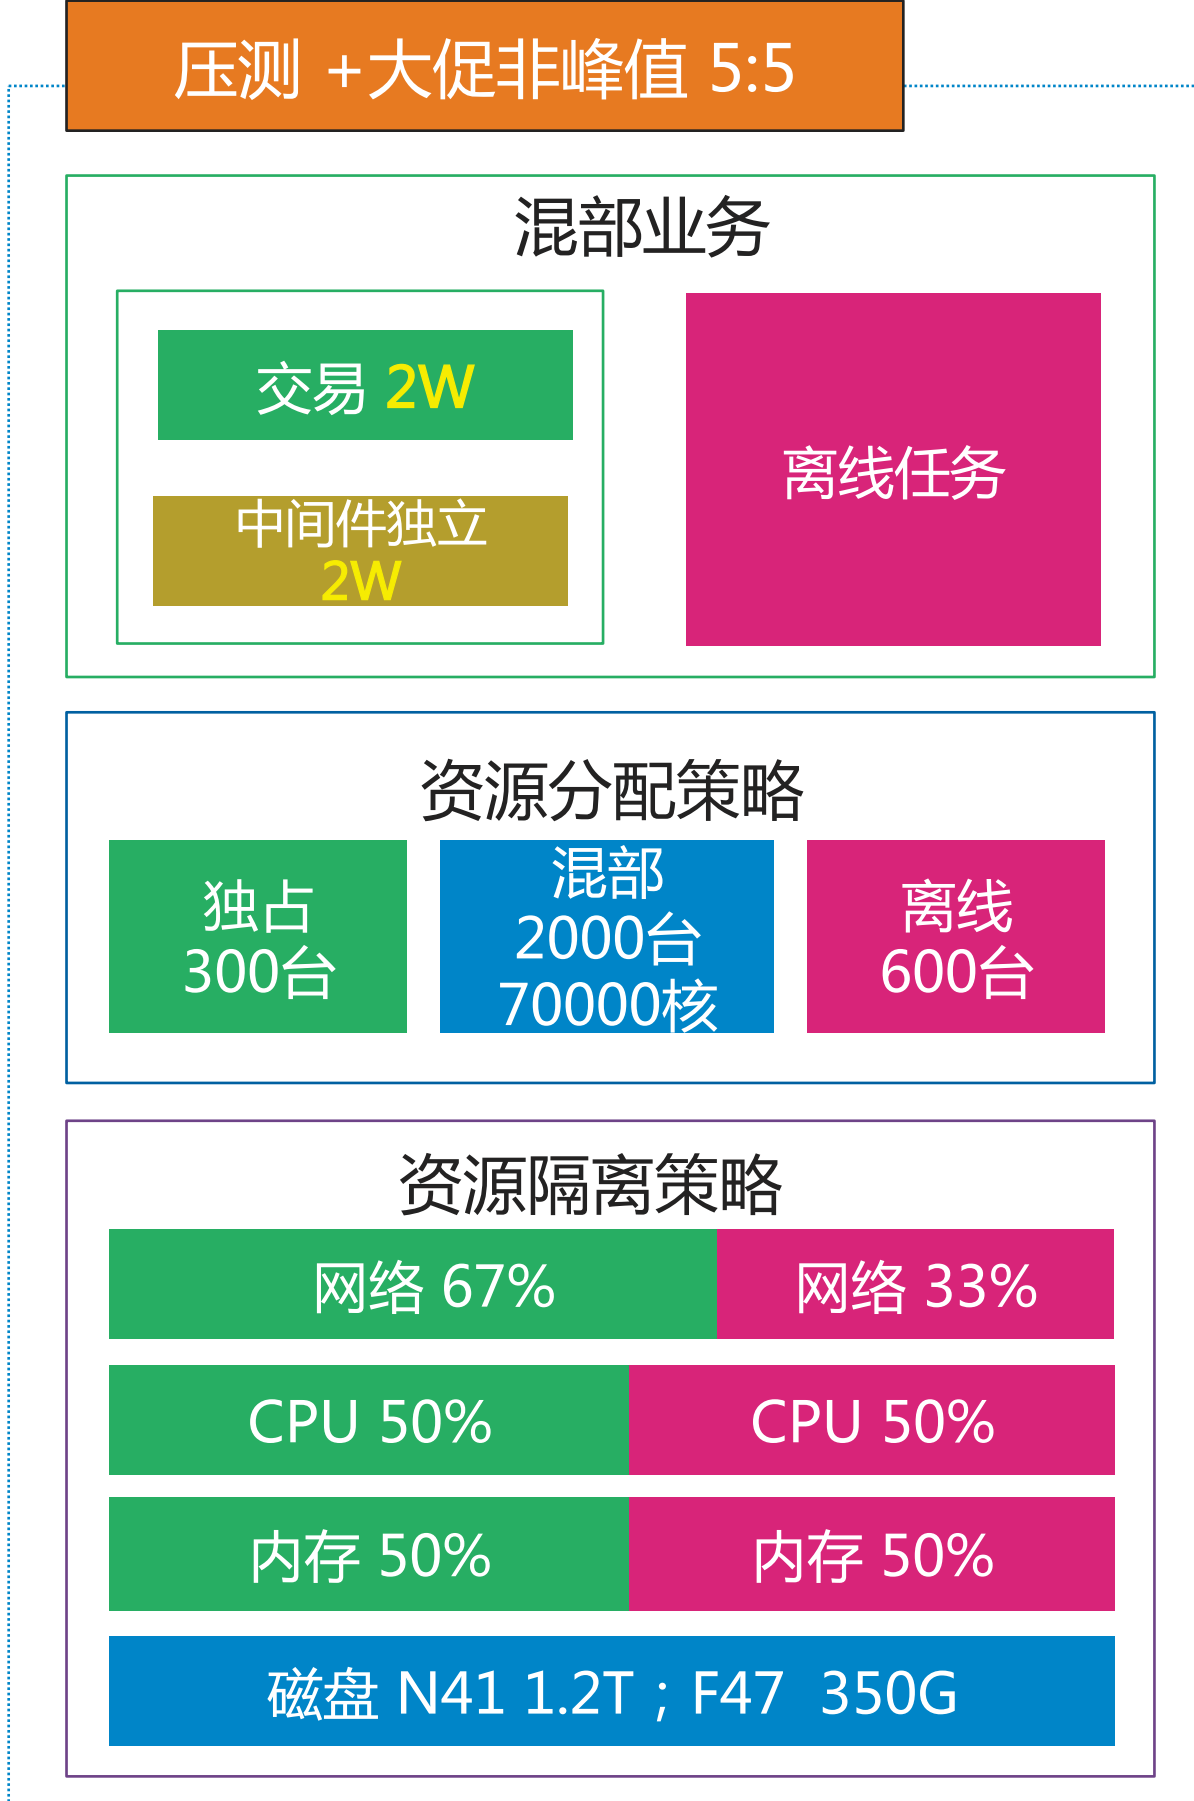 压测 +大促非峰值 5:5
混部业务
交易 2W
中间件独立
2W
离线任务
资源分配策略
独占
300台
混部
2000台
70000核
离线
600台
资源隔离策略
网络 67%
网络 33%
CPU 50%
CPU 50%
内存 50%
内存 50%
磁盘 N41 1.2T；F47 350G